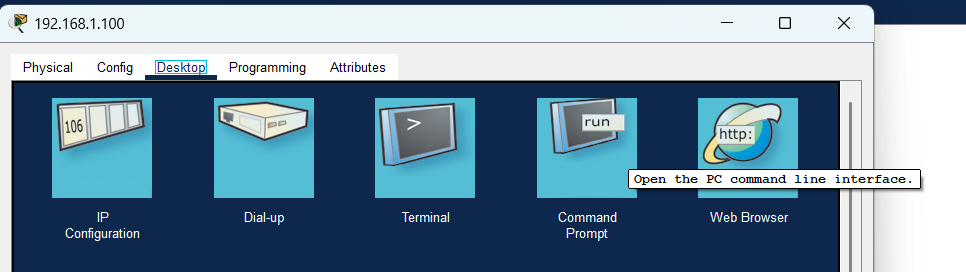 192.168.1.100
Physical Config Desktop Programming Attributes
106
>
run
http:
Open the PC command line interface.
IP Configuration
Dial-up
Terminal
Command Prompt
Web Browser